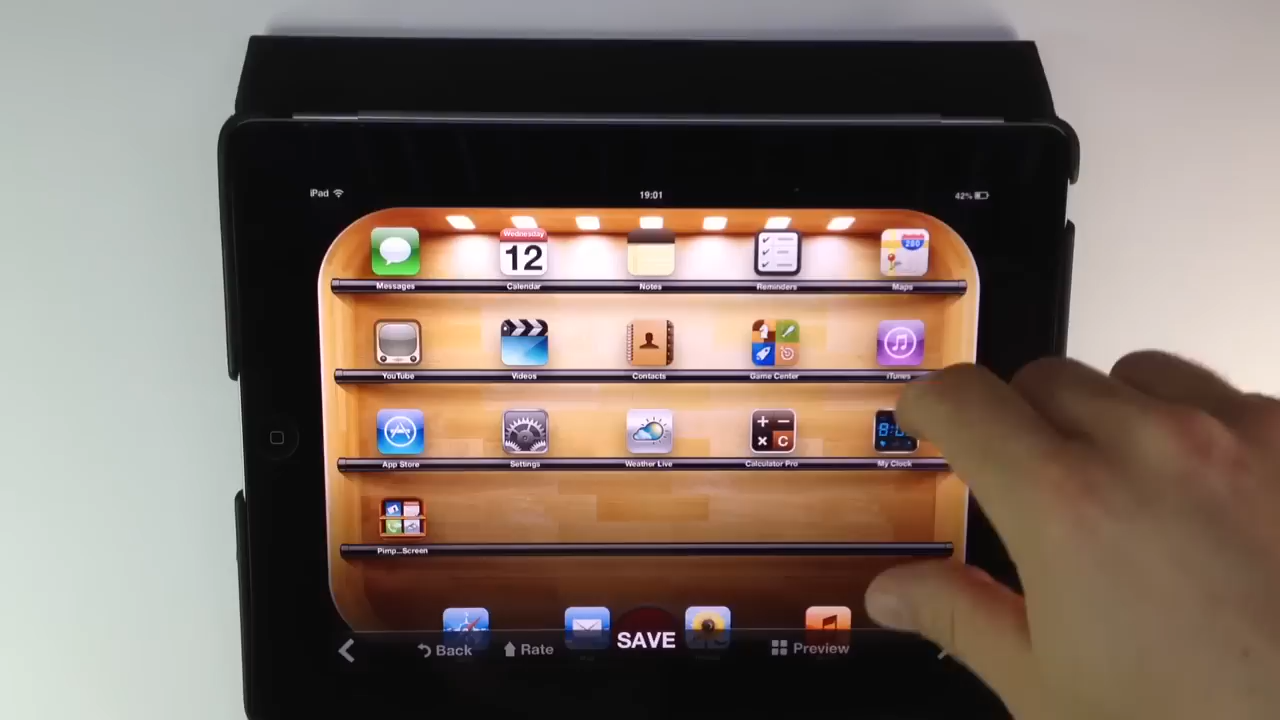 iPad 19:01 42%
Wednesday
12
280
Messages Calendar Notes Reminders Maps
YouTube Videos Contacts Game Center iTunes
C
App Store Settings Weather Live Calculator Pro My Clock
Pimp...Screen
Back Rate SAVE Preview